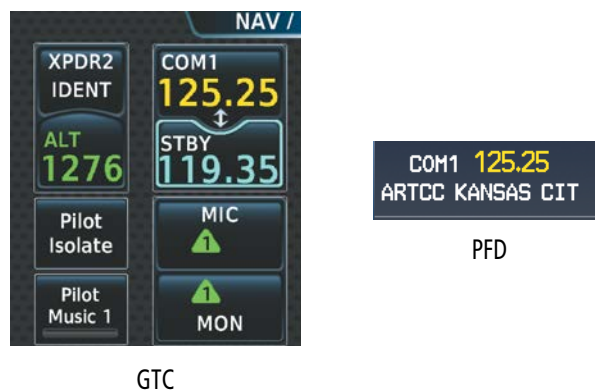 NAV /
XPDR2
IDENT
ALT
1276
COM1
125.25
STBY
119.35
Pilot
Isolate
MIC
1
Pilot
Music 1
1
MON
GTC
COM1 125.25
ARTCC KANSAS CIT
PFD